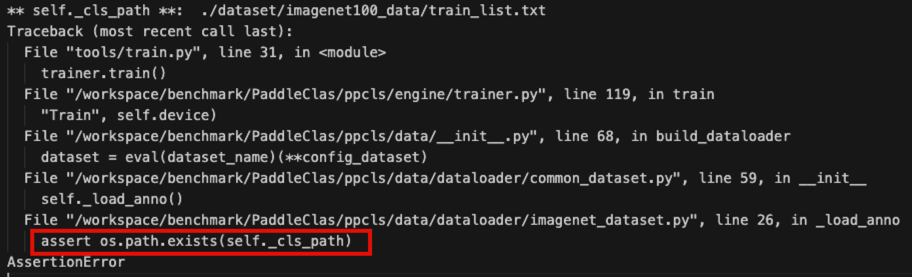 ** self._cls_path **:  ./dataset/imagenet100_data/train_list.txt
Traceback (most recent call last):
  File "tools/train.py", line 31, in <module>
    trainer.train()
  File "/workspace/benchmark/PaddleClas/ppcls/engine/trainer.py", line 119, in train
    "Train", self.device)
  File "/workspace/benchmark/PaddleClas/ppcls/data/__init__.py", line 68, in build_dataloader
    dataset = eval(dataset_name)(**config_dataset)
  File "/workspace/benchmark/PaddleClas/ppcls/data/dataloader/common_dataset.py", line 59, in __init__
    self._load_anno()
  File "/workspace/benchmark/PaddleClas/ppcls/data/dataloader/imagenet_dataset.py", line 26, in _load_anno
    assert os.path.exists(self._cls_path)
AssertionError